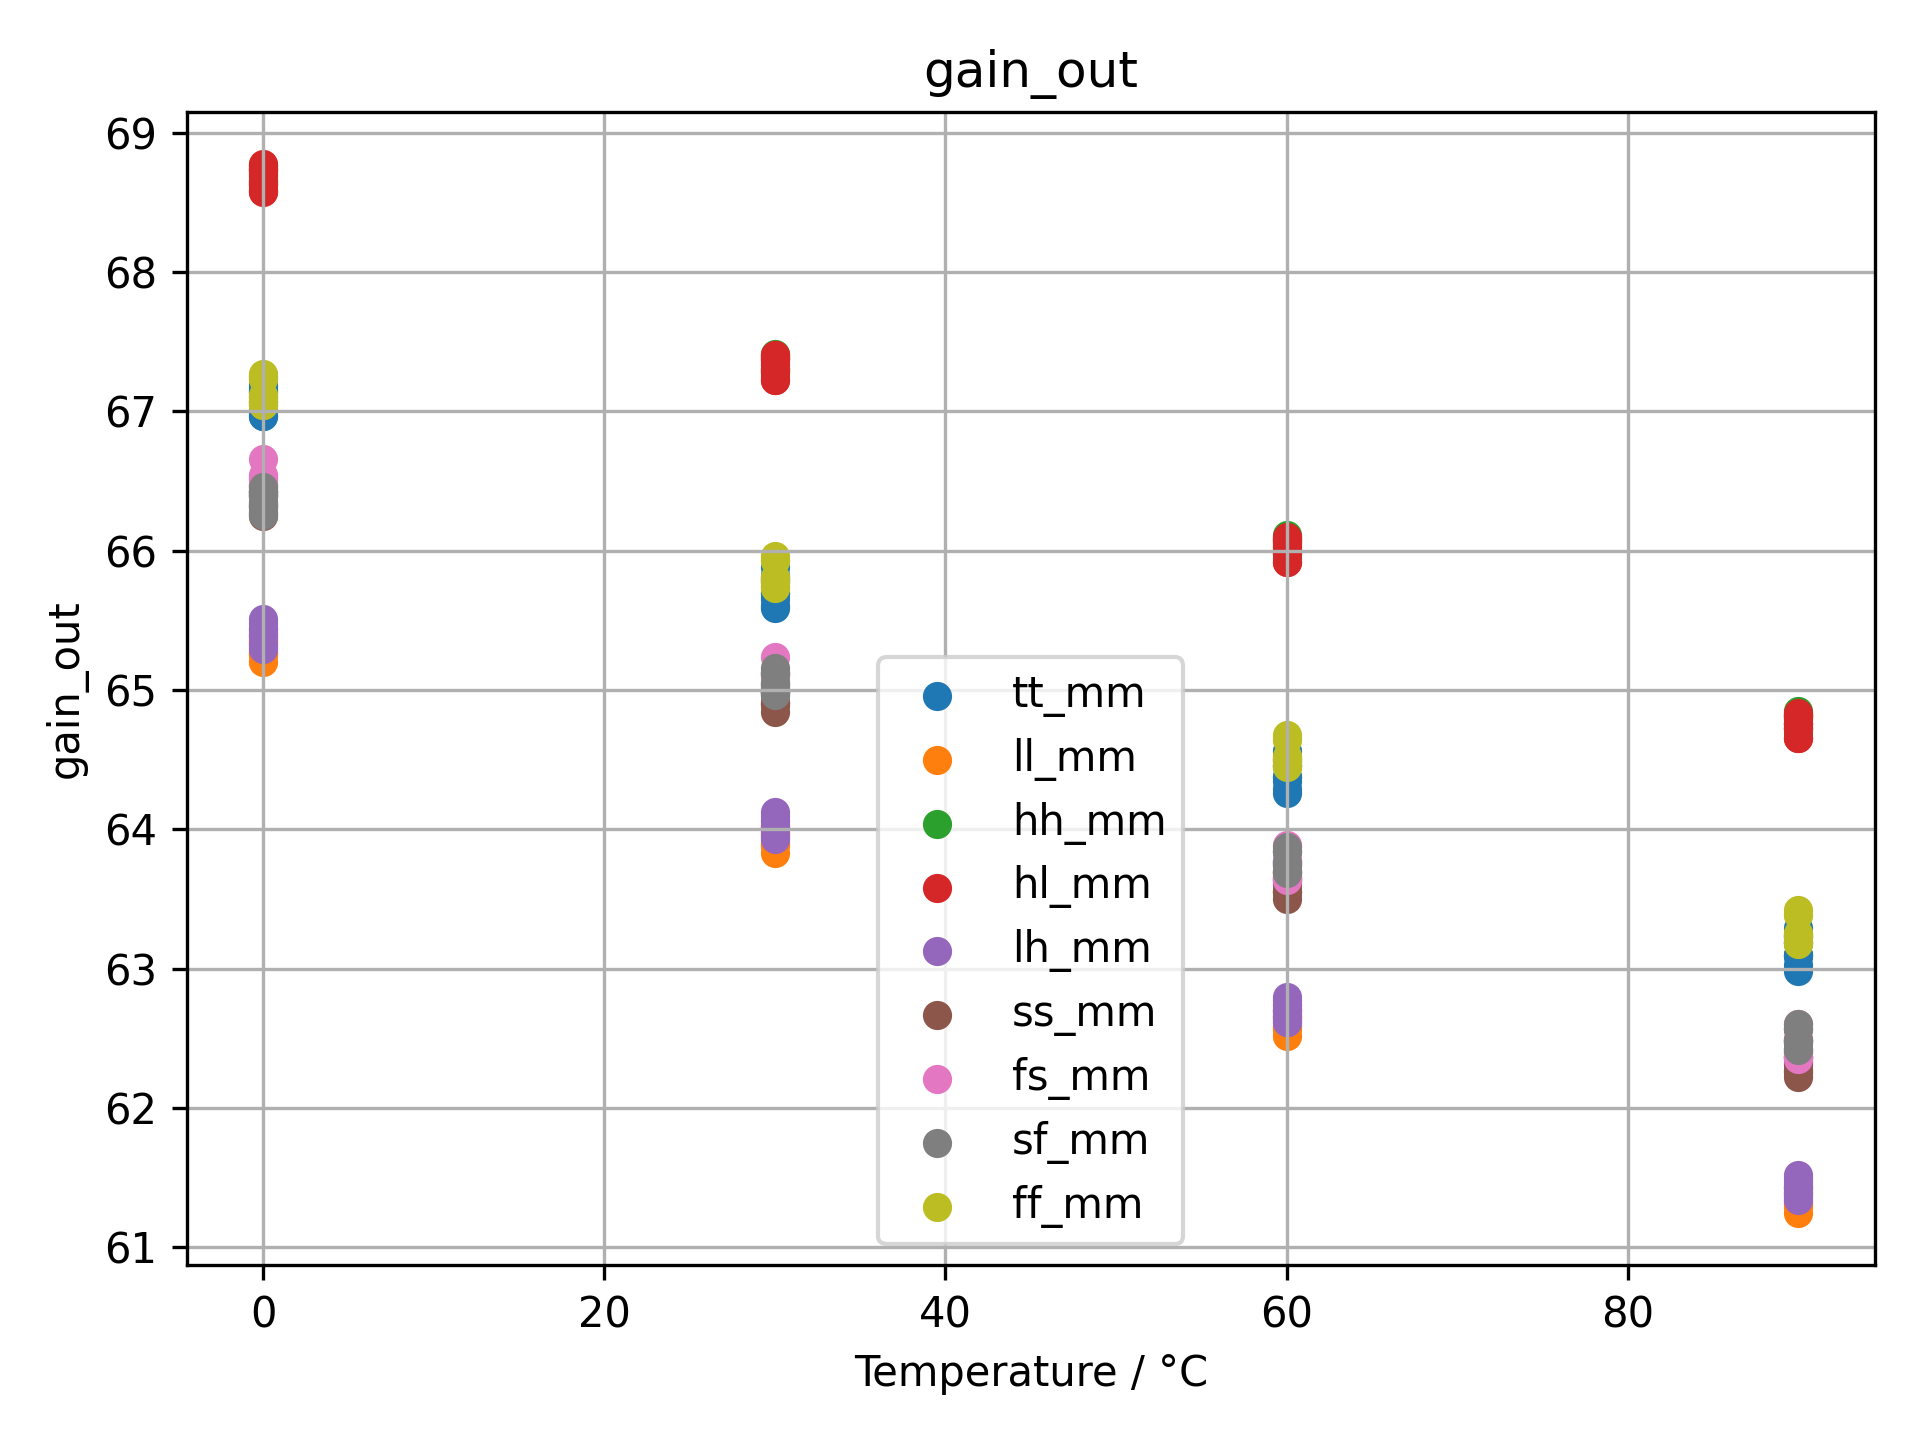 gain_out
69
68
67
66
65
64
63
62
61
gain_out
tt_mm
ll_mm
hh_mm
hl_mm
lh_mm
ss_mm
fs_mm
sf_mm
ff_mm
0 20 40 60 80
Temperature / °C